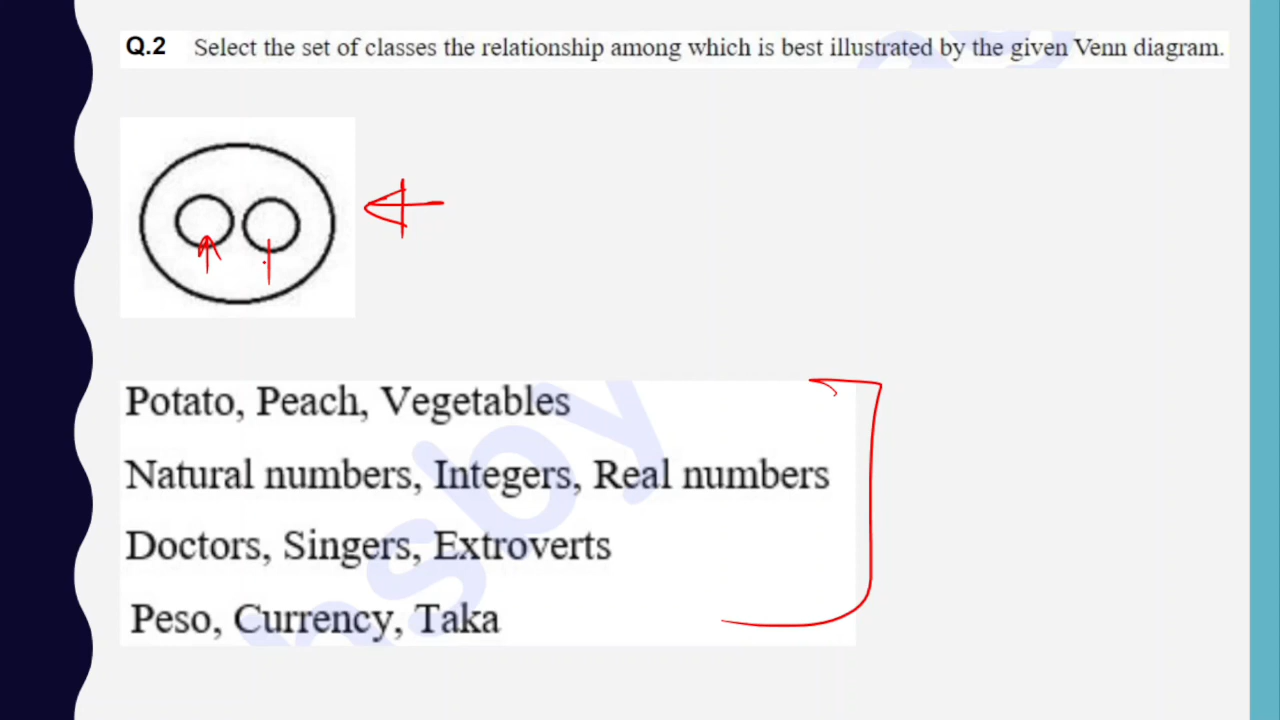 Q.2 Select the set of classes the relationship among which is best illustrated by the given Venn diagram.
Potato, Peach, Vegetables
Natural numbers, Integers, Real numbers
Doctors, Singers, Extroverts
Peso, Currency, Taka